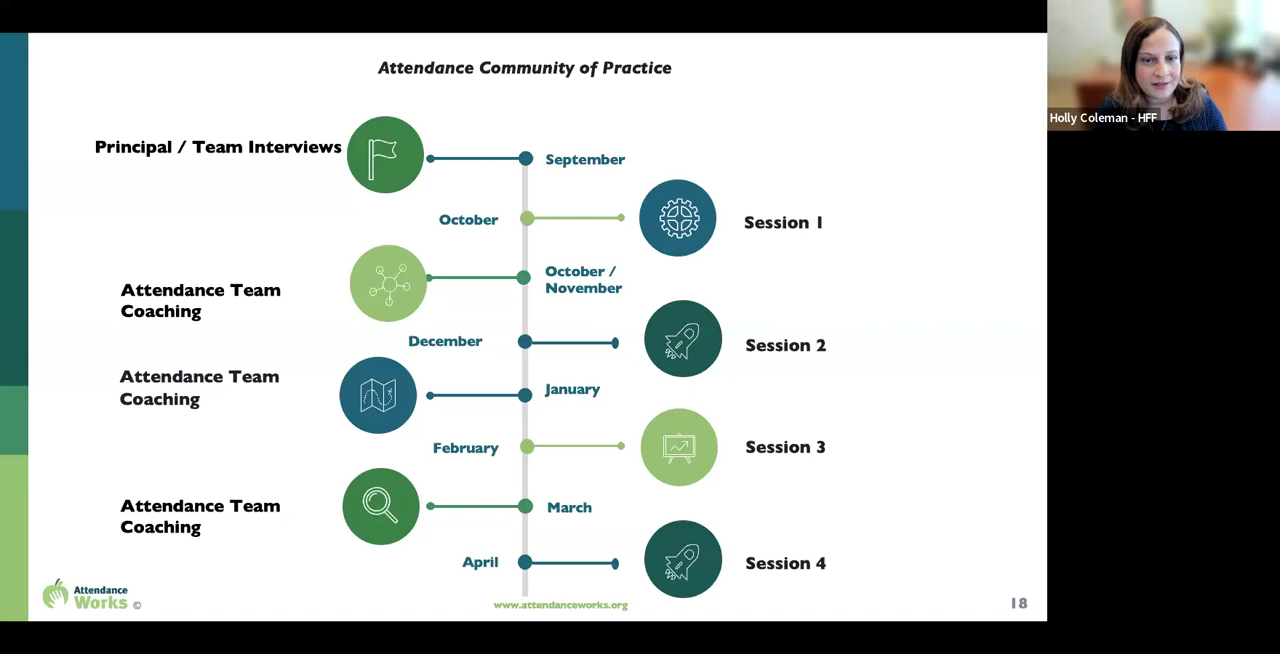 Attendance Community of Practice
Principal / Team Interviews
September
October
Session 1
October /
November
Attendance Team
Coaching
December
Session 2
Attendance Team
Coaching
January
February
Session 3
Attendance Team
Coaching
March
April
Session 4
Attendance
Works ©
www.attendanceworks.org
18
Holly Coleman - HFF